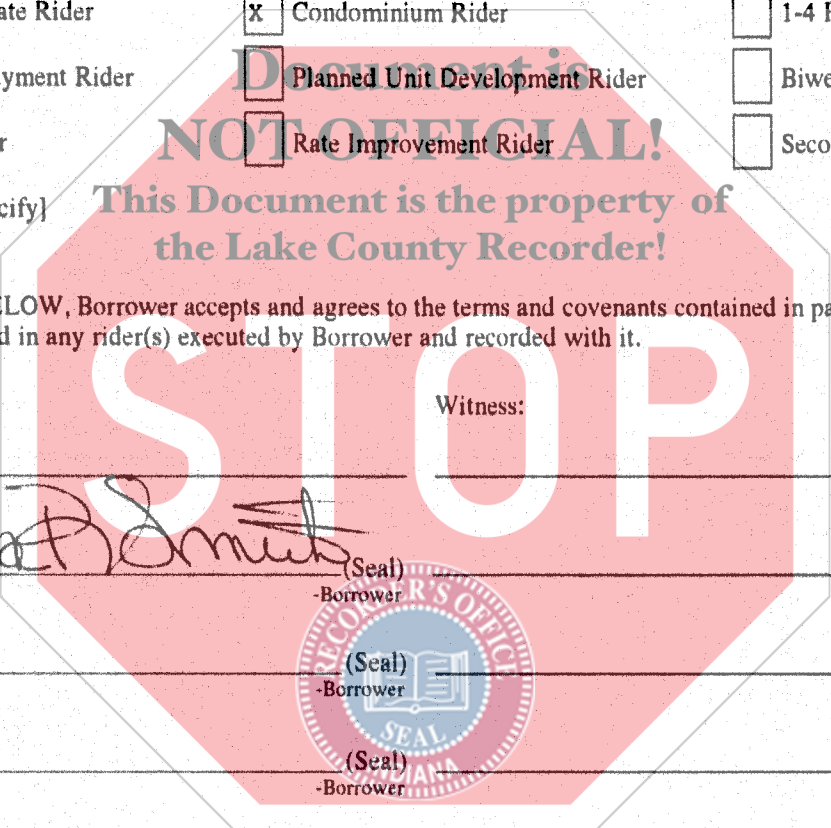 ate Rider X Condominium Rider 1-4 F
Document is
yment Rider Planned Unit Development Rider Biwe
NOT OFFICIAL!
r Rate Improvement Rider Seco
This Document is the property of
cify]
the Lake County Recorder!
ELOW, Borrower accepts and agrees to the terms and covenants contained in pa
d in any rider(s) executed by Borrower and recorded with it.
STOP
Witness:
R Smith
(Seal)
-Borrower
RECORDER'S OFFICE
(Seal)
-Borrower
SEAL
(Seal)
INDIANA
-Borrower